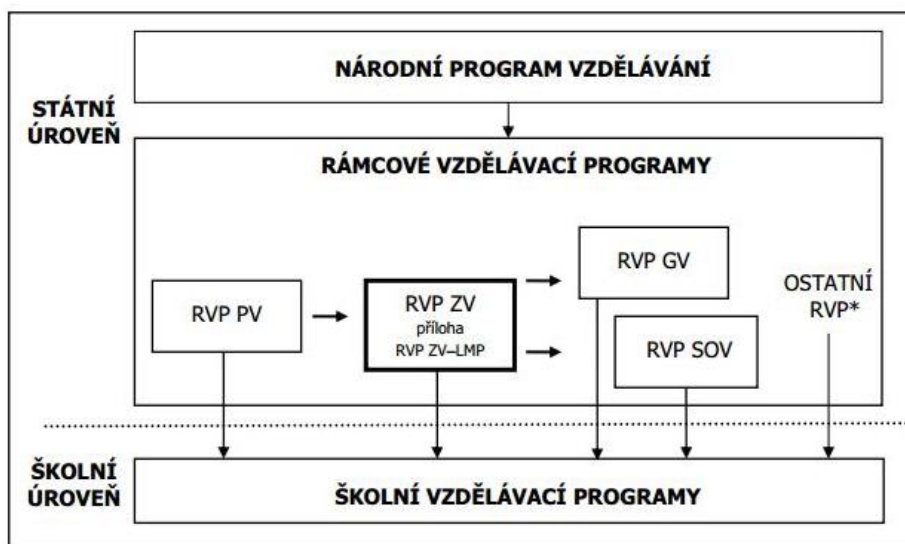 NÁRODNÍ PROGRAM VZDĚLÁVÁNÍ
STÁTNÍ
ÚROVEŇ
RÁMCOVÉ VZDĚLÁVACÍ PROGRAMY
RVP PV
RVP ZV
příloha
RVP ZV–LMP
RVP GV
RVP SOV
OSTATNÍ
RVP*
ŠKOLNÍ
ÚROVEŇ
ŠKOLNÍ VZDĚLÁVACÍ PROGRAMY